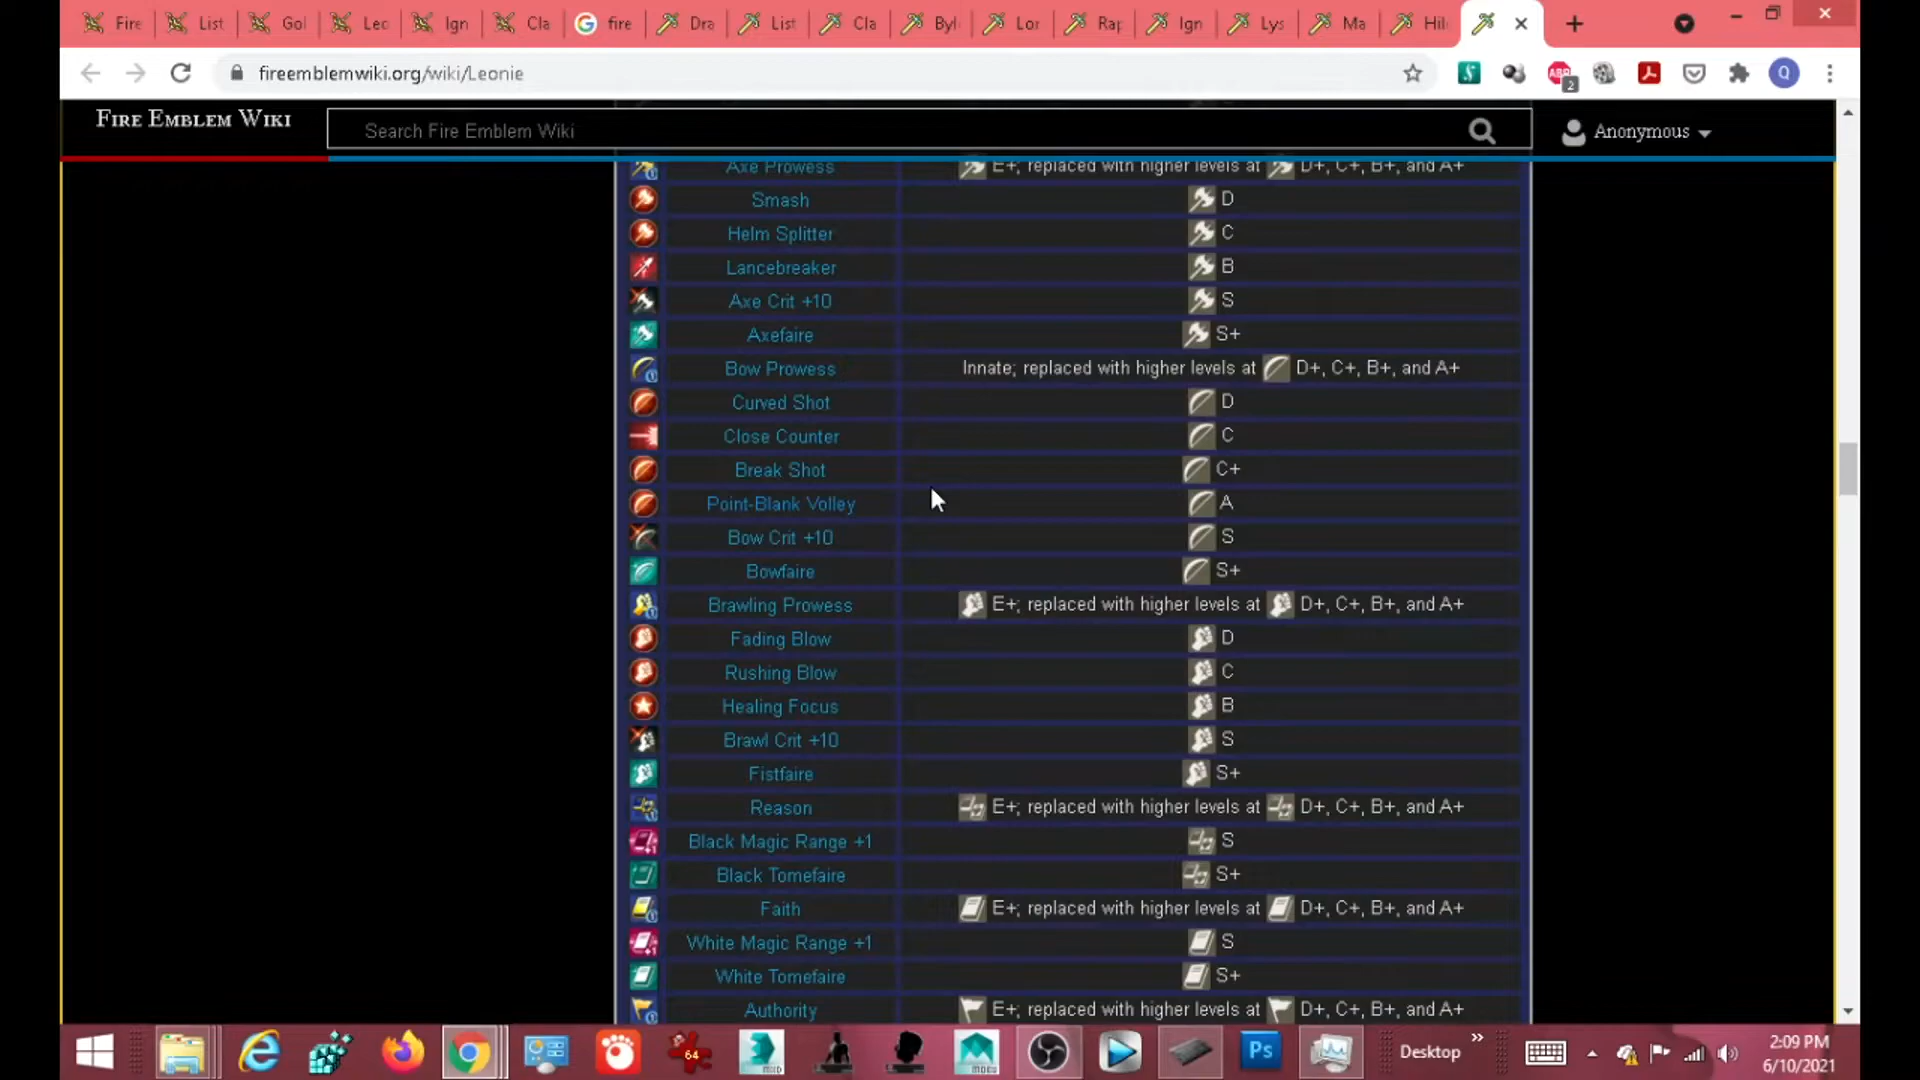 Fire
List
Gol
Leo
Ign
Cla
fire
Dra
List
Cla
Byl
Lor
Rap
Ign
Lys
Ma
Hil
fireemblemwiki.org/wiki/Leonie
ABP
2
Q
FIRE EMBLEM WIKI
Search Fire Emblem Wiki
Anonymous
Axe Prowess E+; replaced with higher levels at D+, C+, B+, and A+
Smash D
Helm Splitter C
Lancebreaker B
Axe Crit +10 S
Axefaire S+
Bow Prowess Innate; replaced with higher levels at D+, C+, B+, and A+
Curved Shot D
Close Counter C
Break Shot C+
Point-Blank Volley A
Bow Crit +10 S
Bowfaire S+
Brawling Prowess E+; replaced with higher levels at D+, C+, B+, and A+
Fading Blow D
Rushing Blow C
Healing Focus B
Brawl Crit +10 S
Fistfaire S+
Reason E+; replaced with higher levels at D+, C+, B+, and A+
Black Magic Range +1 S
Black Tomefaire S+
Faith E+; replaced with higher levels at D+, C+, B+, and A+
White Magic Range +1 S
White Tomefaire S+
Authority E+; replaced with higher levels at D+, C+, B+, and A+
64
Ps
Desktop
2:09 PM
6/10/2021